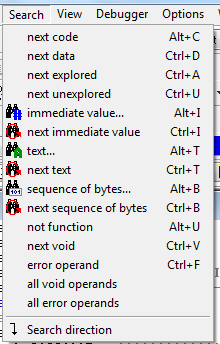 Search View Debugger Options
next code Alt+C
next data Ctrl+D
next explored Ctrl+A
next unexplored Ctrl+U
immediate value... Alt+I
next immediate value Ctrl+I
text... Alt+T
next text Ctrl+T
sequence of bytes... Alt+B
next sequence of bytes Ctrl+B
not function Alt+U
next void Ctrl+V
error operand Ctrl+F
all void operands
all error operands
Search direction